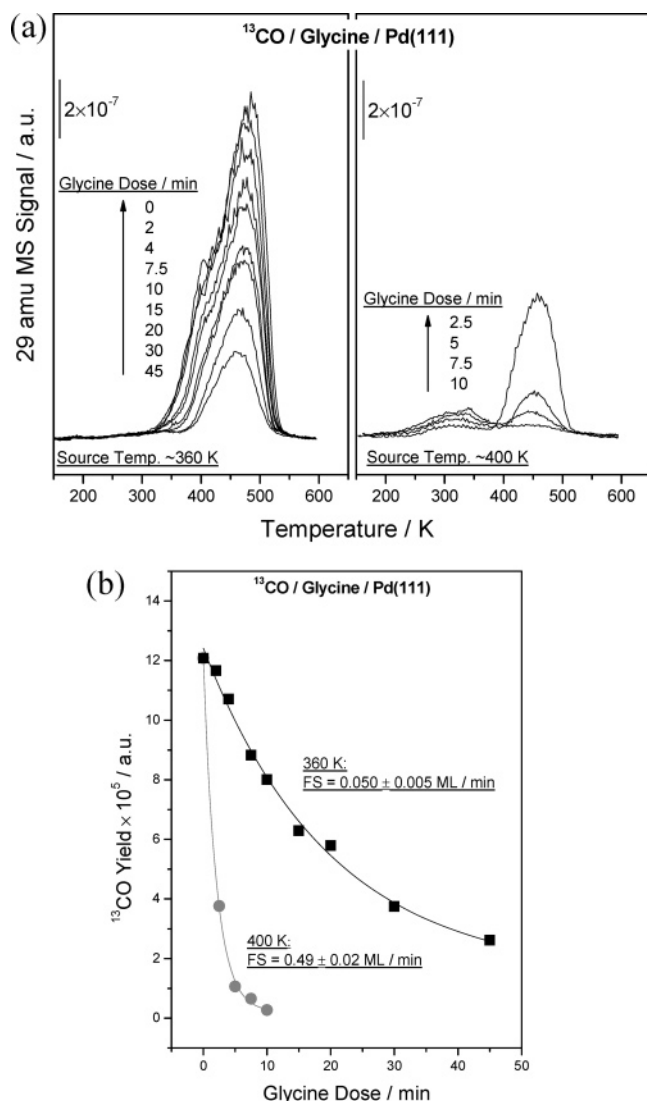 (a)
¹³CO / Glycine / Pd(111)
2×10⁻⁷
2×10⁻⁷
29 amu MS Signal / a.u.
Glycine Dose / min
0
2
4
7.5
10
15
20
30
45
Source Temp. ~360 K
Glycine Dose / min
2.5
5
7.5
10
Source Temp. ~400 K
200 300 400 500 600 200 300 400 500 600
Temperature / K
(b)
¹³CO / Glycine / Pd(111)
14
12
10
8
6
4
2
0
¹³CO Yield × 10⁵ / a.u.
360 K:
FS = 0.050 ± 0.005 ML / min
400 K:
FS = 0.49 ± 0.02 ML / min
0 10 20 30 40 50
Glycine Dose / min